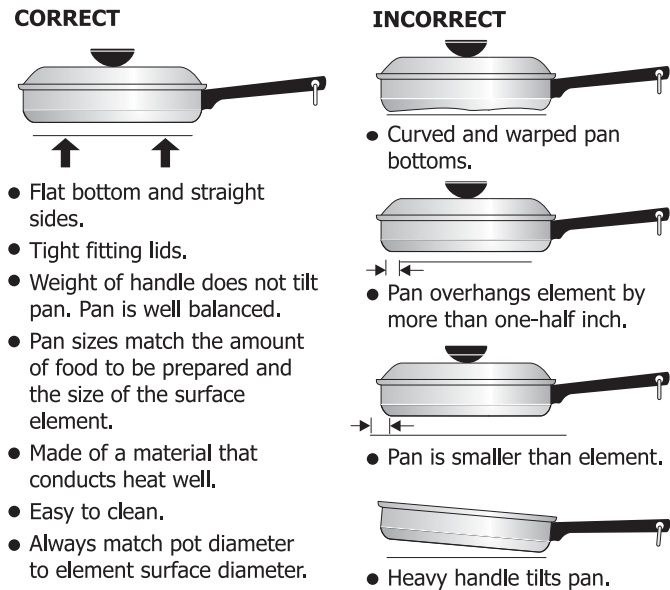 CORRECT
● Flat bottom and straight
sides.
● Tight fitting lids.
● Weight of handle does not tilt
pan. Pan is well balanced.
● Pan sizes match the amount
of food to be prepared and
the size of the surface
element.
● Made of a material that
conducts heat well.
● Easy to clean.
● Always match pot diameter
to element surface diameter.
INCORRECT
● Curved and warped pan
bottoms.
● Pan overhangs element by
more than one-half inch.
● Pan is smaller than element.
● Heavy handle tilts pan.